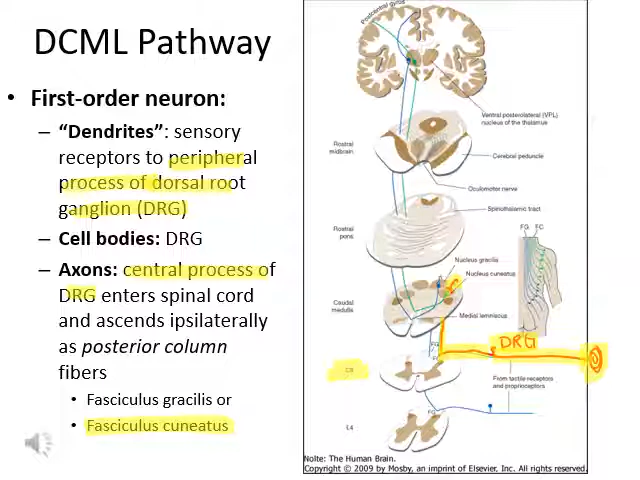 DCML Pathway
• First-order neuron:
– “Dendrites”: sensory
receptors to peripheral
process of dorsal root
ganglion (DRG)
– Cell bodies: DRG
– Axons: central process of
DRG enters spinal cord
and ascends ipsilaterally
as posterior column
fibers
• Fasciculus gracilis or
• Fasciculus cuneatus
Postcentral gyrus
Ventral posterolateral (VPL)
nucleus of the thalamus
Rostral
midbrain
Cerebral peduncle
Oculomotor nerve
Spinothalamic tract
Rostral
pons
FG FC
Nucleus gracilis
Nucleus cuneatus
Caudal
medulla
Medial lemniscus
FG
DRG
C8
From tactile receptors
and proprioceptors
FG
L4
Nolte: The Human Brain.
Copyright © 2009 by Mosby, an imprint of Elsevier, Inc. All rights reserved.